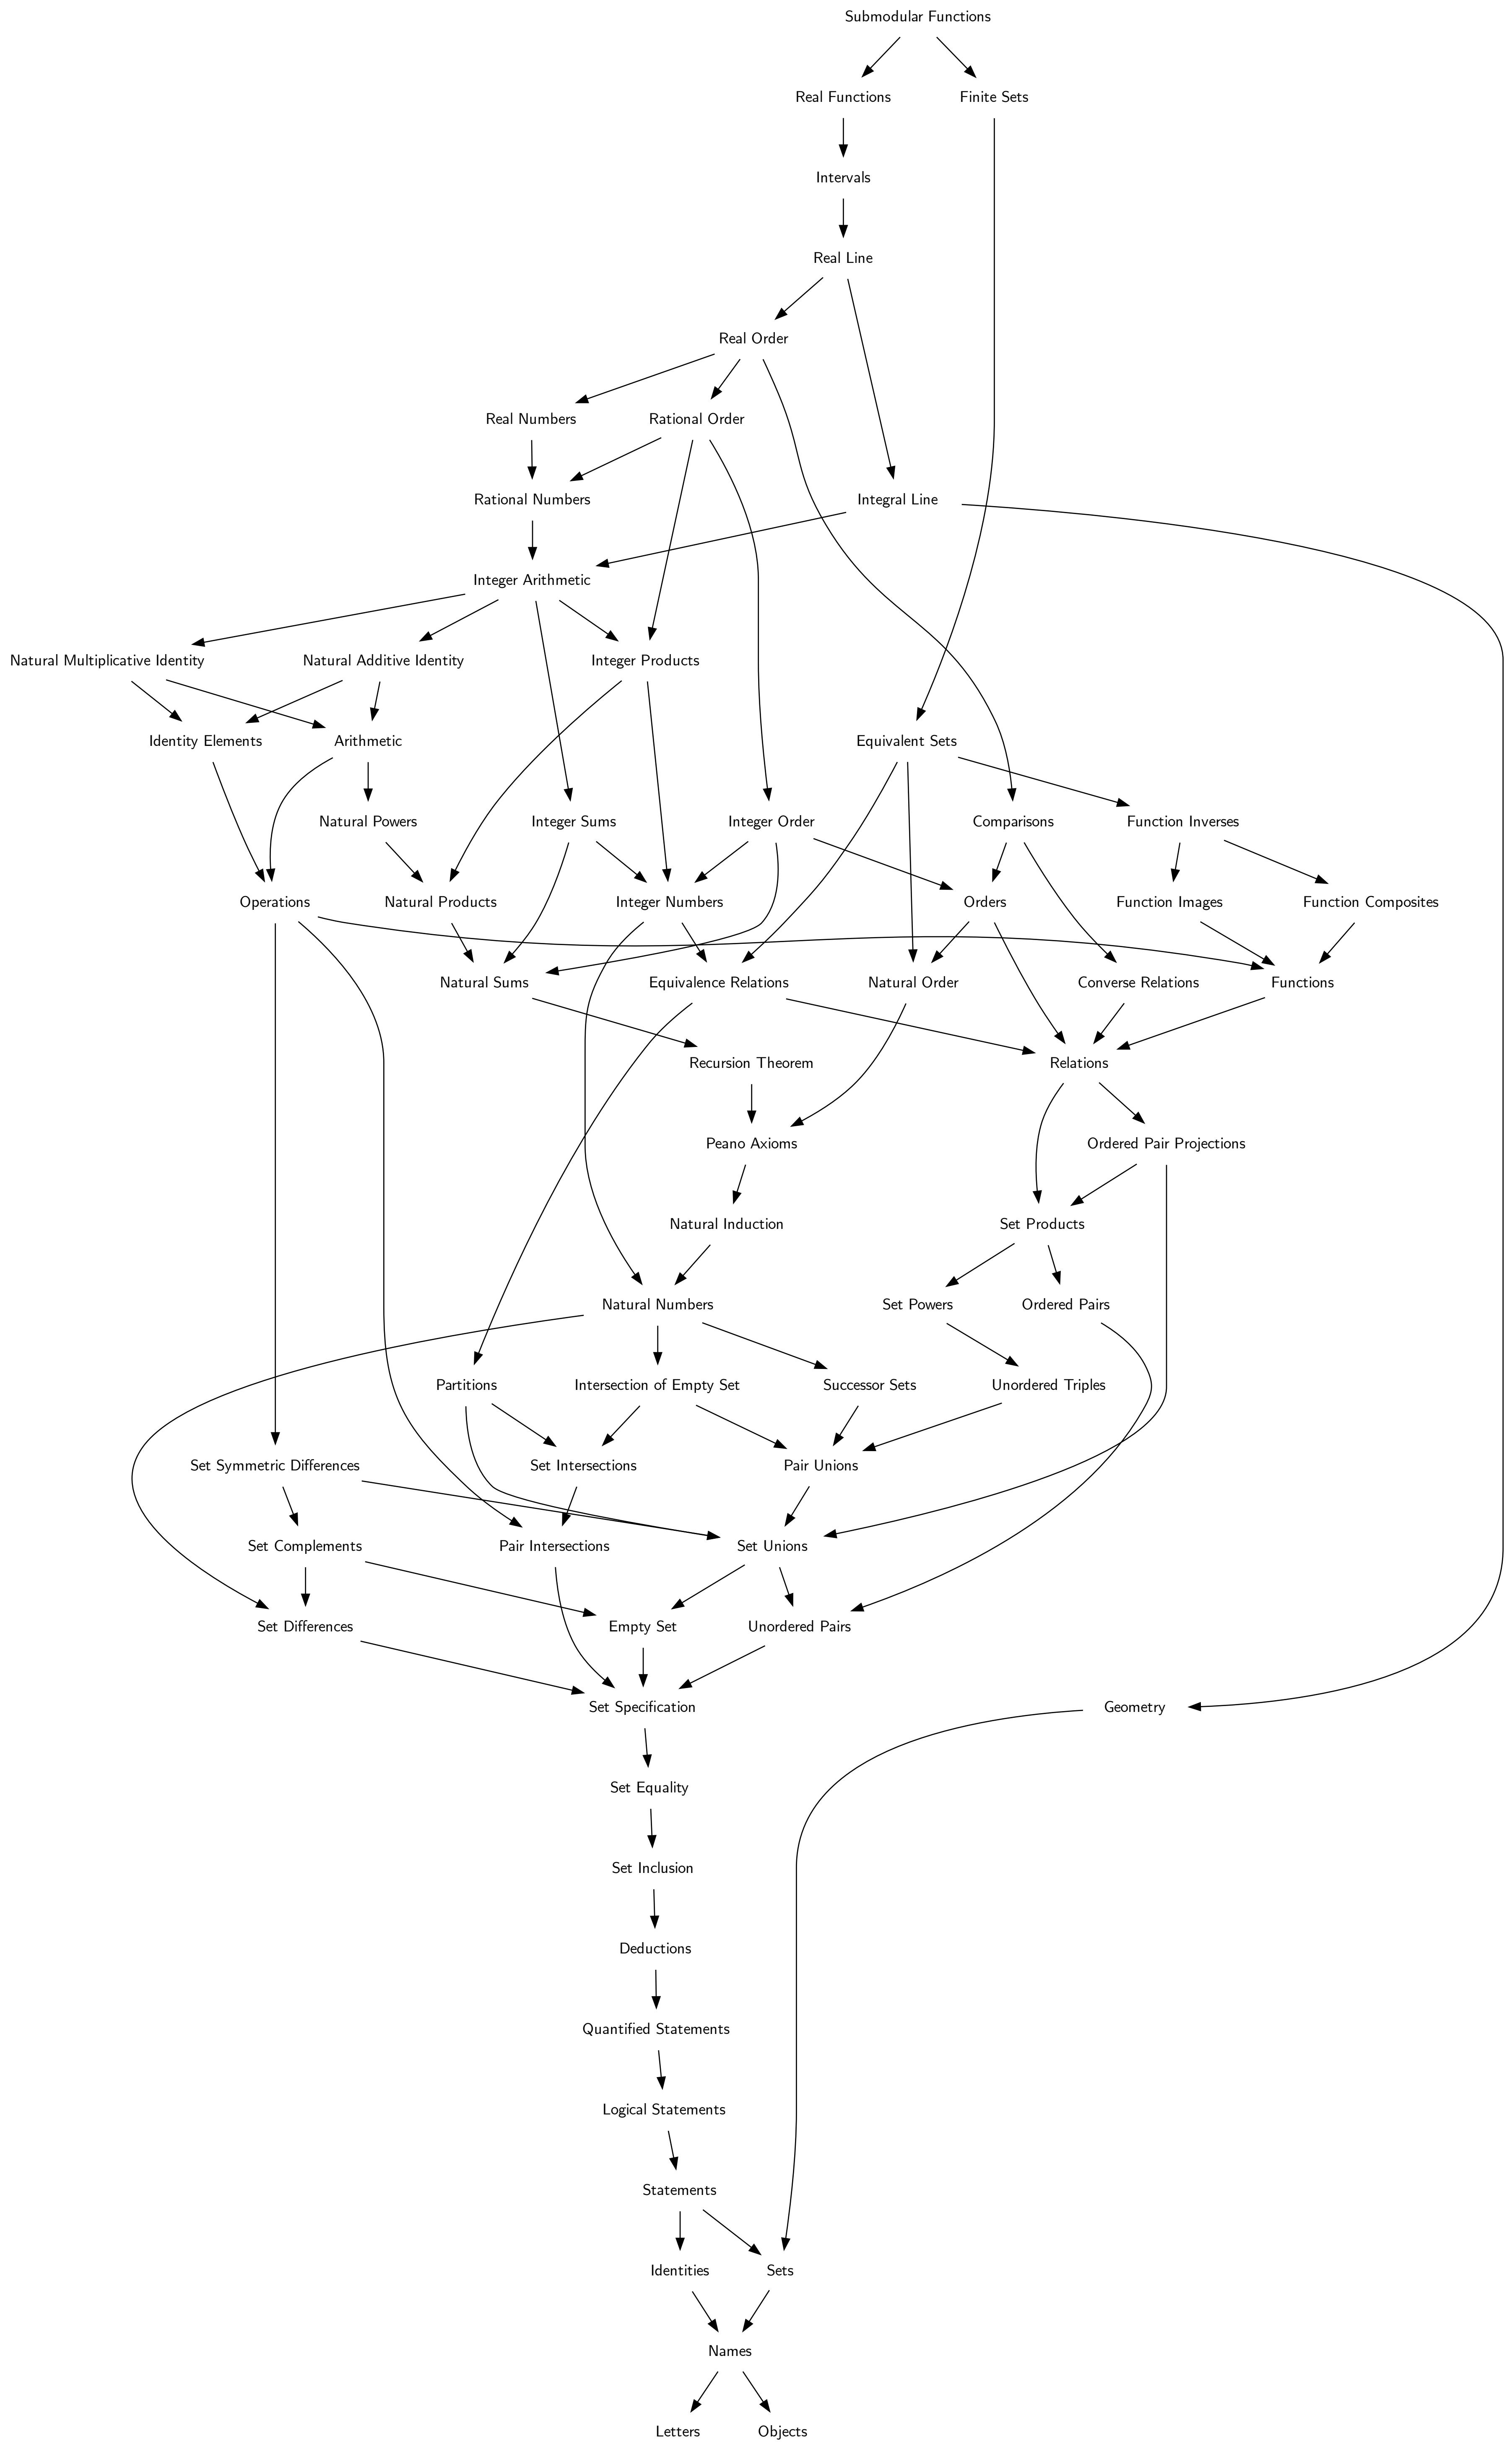 Submodular Functions
Real Functions
Finite Sets
Intervals
Real Line
Real Order
Real Numbers
Rational Order
Rational Numbers
Integral Line
Integer Arithmetic
Natural Multiplicative Identity
Natural Additive Identity
Integer Products
Identity Elements
Arithmetic
Equivalent Sets
Natural Powers
Integer Sums
Integer Order
Comparisons
Function Inverses
Operations
Natural Products
Integer Numbers
Orders
Function Images
Function Composites
Natural Sums
Equivalence Relations
Natural Order
Converse Relations
Functions
Recursion Theorem
Relations
Peano Axioms
Ordered Pair Projections
Natural Induction
Set Products
Natural Numbers
Set Powers
Ordered Pairs
Partitions
Intersection of Empty Set
Successor Sets
Unordered Triples
Set Symmetric Differences
Set Intersections
Pair Unions
Set Complements
Pair Intersections
Set Unions
Set Differences
Empty Set
Unordered Pairs
Set Specification
Geometry
Set Equality
Set Inclusion
Deductions
Quantified Statements
Logical Statements
Statements
Identities
Sets
Names
Letters
Objects